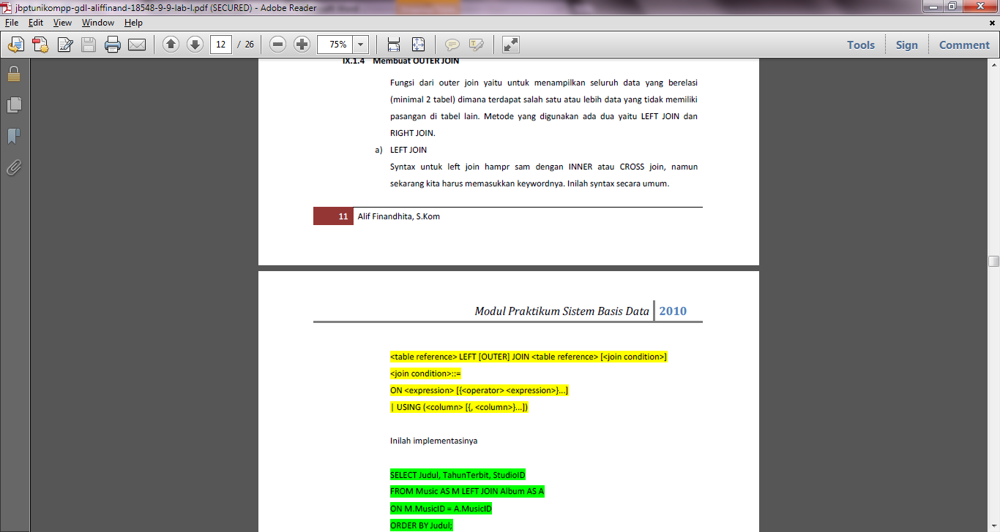 jbptunikompp-gdl-aliffinand-18548-9-9-lab-l.pdf (SECURED) - Adobe Reader
File Edit View Window Help
12 / 26 75% Tools Sign Comment
IX.1.4 Membuat OUTER JOIN
Fungsi dari outer join yaitu untuk menampilkan seluruh data yang berelasi
(minimal 2 tabel) dimana terdapat salah satu atau lebih data yang tidak memiliki
pasangan di tabel lain. Metode yang digunakan ada dua yaitu LEFT JOIN dan
RIGHT JOIN.
a) LEFT JOIN
Syntax untuk left join hampr sam dengan INNER atau CROSS join, namun
sekarang kita harus memasukkan keywordnya. Inilah syntax secara umum.
11 Alif Finandhita, S.Kom
Modul Praktikum Sistem Basis Data 2010
<table reference> LEFT [OUTER] JOIN <table reference> [<join condition>]
<join condition>::=
ON <expression> [{<operator> <expression>}...]
| USING (<column> [{, <column>}...])
Inilah implementasinya
SELECT Judul, TahunTerbit, StudioID
FROM Music AS M LEFT JOIN Album AS A
ON M.MusicID = A.MusicID
ORDER BY Judul;